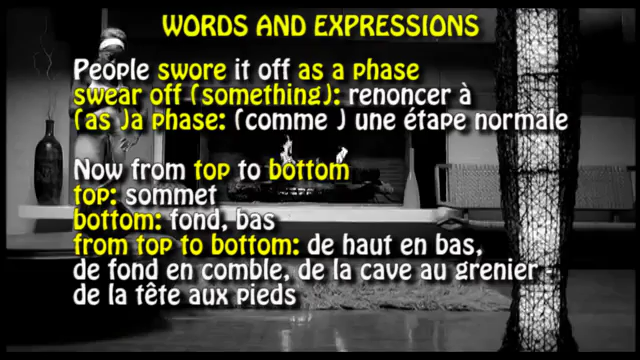 WORDS AND EXPRESSIONS
People swore it off as a phase
swear off (something): renoncer à
(as )a phase: (comme ) une étape normale
Now from top to bottom
top: sommet
bottom: fond, bas
from top to bottom: de haut en bas,
de fond en comble, de la cave au grenier -
de la tête aux pieds